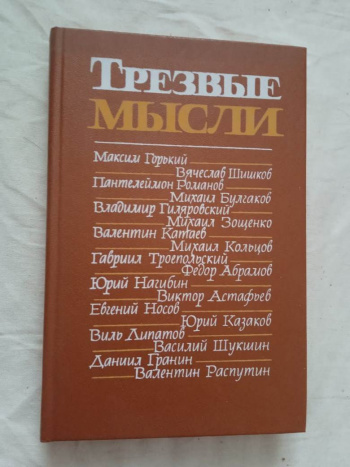 ТРЕЗВЫЕ
МЫСЛИ
Максим Горький
Вячеслав Шишков
Пантелеймон Романов
Михаил Булгаков
Владимир Гиляровский
Михаил Зощенко
Валентин Катаев
Михаил Кольцов
Гавриил Троепольский
Федор Абрамов
Юрий Нагибин
Виктор Астафьев
Евгений Носов
Юрий Казаков
Виль Липатов
Василий Шукшин
Даниил Гранин
Валентин Распутин